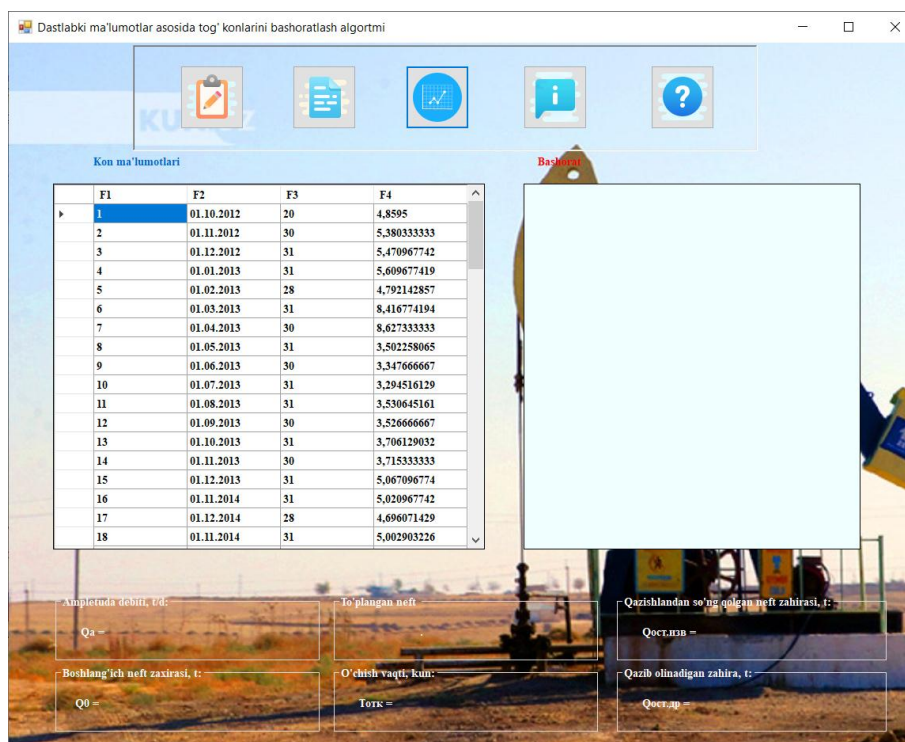 Dastlabki ma'lumotlar asosida tog' konlarini bashoratlash algortmi
Kon ma'lumotlari
Bashorat
F1 F2 F3 F4
1 01.10.2012 20 4,8595
2 01.11.2012 30 5,380333333
3 01.12.2012 31 5,470967742
4 01.01.2013 31 5,609677419
5 01.02.2013 28 4,792142857
6 01.03.2013 31 8,416774194
7 01.04.2013 30 8,627333333
8 01.05.2013 31 3,502258065
9 01.06.2013 30 3,347666667
10 01.07.2013 31 3,294516129
11 01.08.2013 31 3,530645161
12 01.09.2013 30 3,526666667
13 01.10.2013 31 3,706129032
14 01.11.2013 30 3,715333333
15 01.12.2013 31 5,067096774
16 01.11.2014 31 5,020967742
17 01.12.2014 28 4,696071429
18 01.11.2014 31 5,002903226
Ampletuda debiti, t/d:
Qa =
To'plangan neft
Qazishlandan so'ng qolgan neft zahirasi, t:
Qост.изв =
Boshlang'ich neft zaxirasi, t:
Q0 =
O'chish vaqti, kun:
Тотк =
Qazib olinadigan zahira, t:
Qост.др =